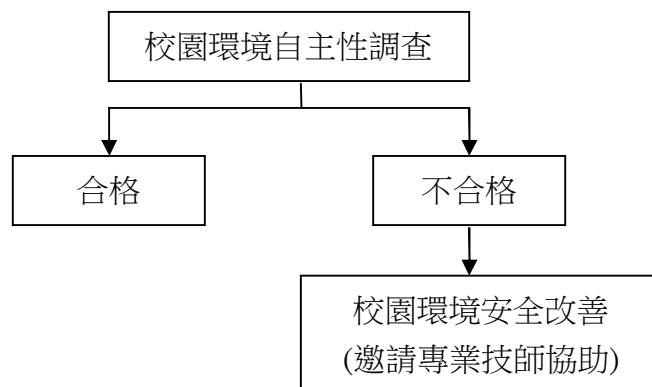 校園環境自主性調查
合格
不合格
校園環境安全改善
(邀請專業技師協助)